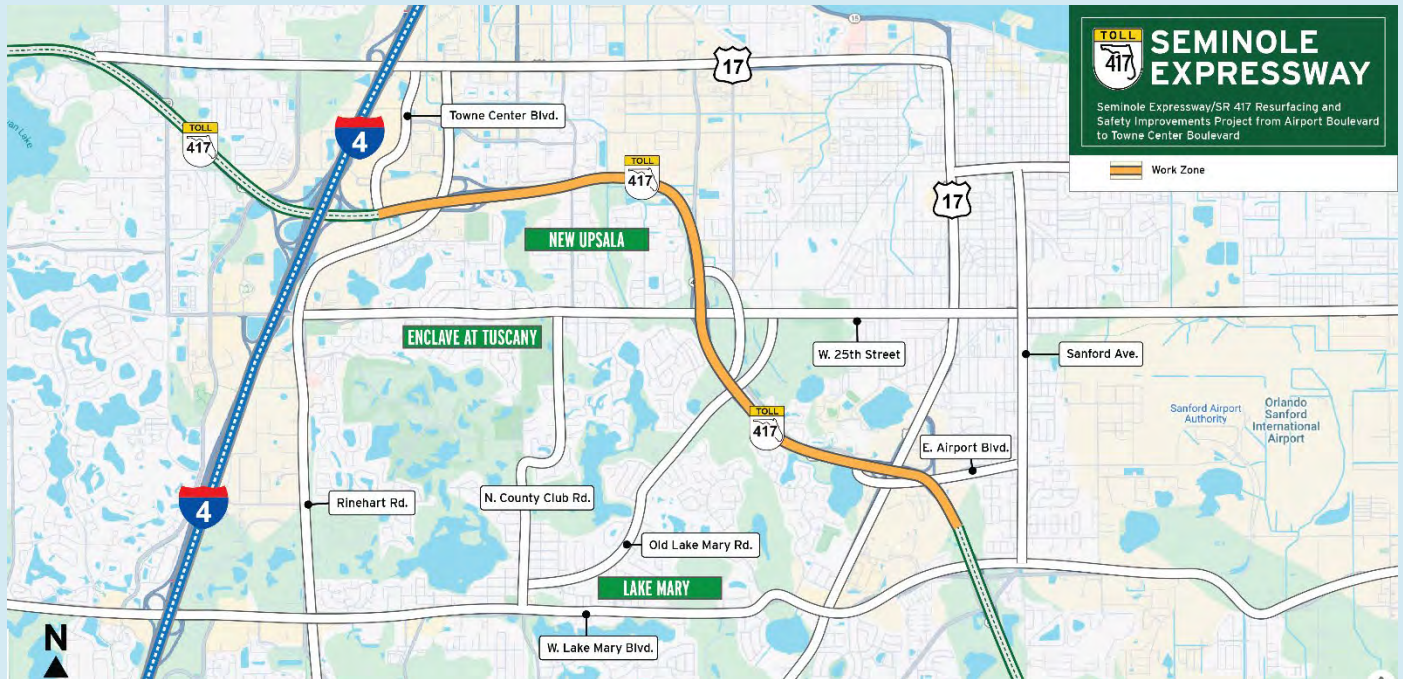 TOLL
417
SEMINOLE
EXPRESSWAY
Seminole Expressway/SR 417 Resurfacing and
Safety Improvements Project from Airport Boulevard
to Towne Center Boulevard
Work Zone
15
17
Towne Center Blvd.
4
TOLL
417
TOLL
417
17
NEW UPSALA
ENCLAVE AT TUSCANY
W. 25th Street
Sanford Ave.
TOLL
417
Sanford Airport
Authority
Orlando
Sanford
International
Airport
E. Airport Blvd.
4
Rinehart Rd.
N. County Club Rd.
Old Lake Mary Rd.
LAKE MARY
W. Lake Mary Blvd.
N